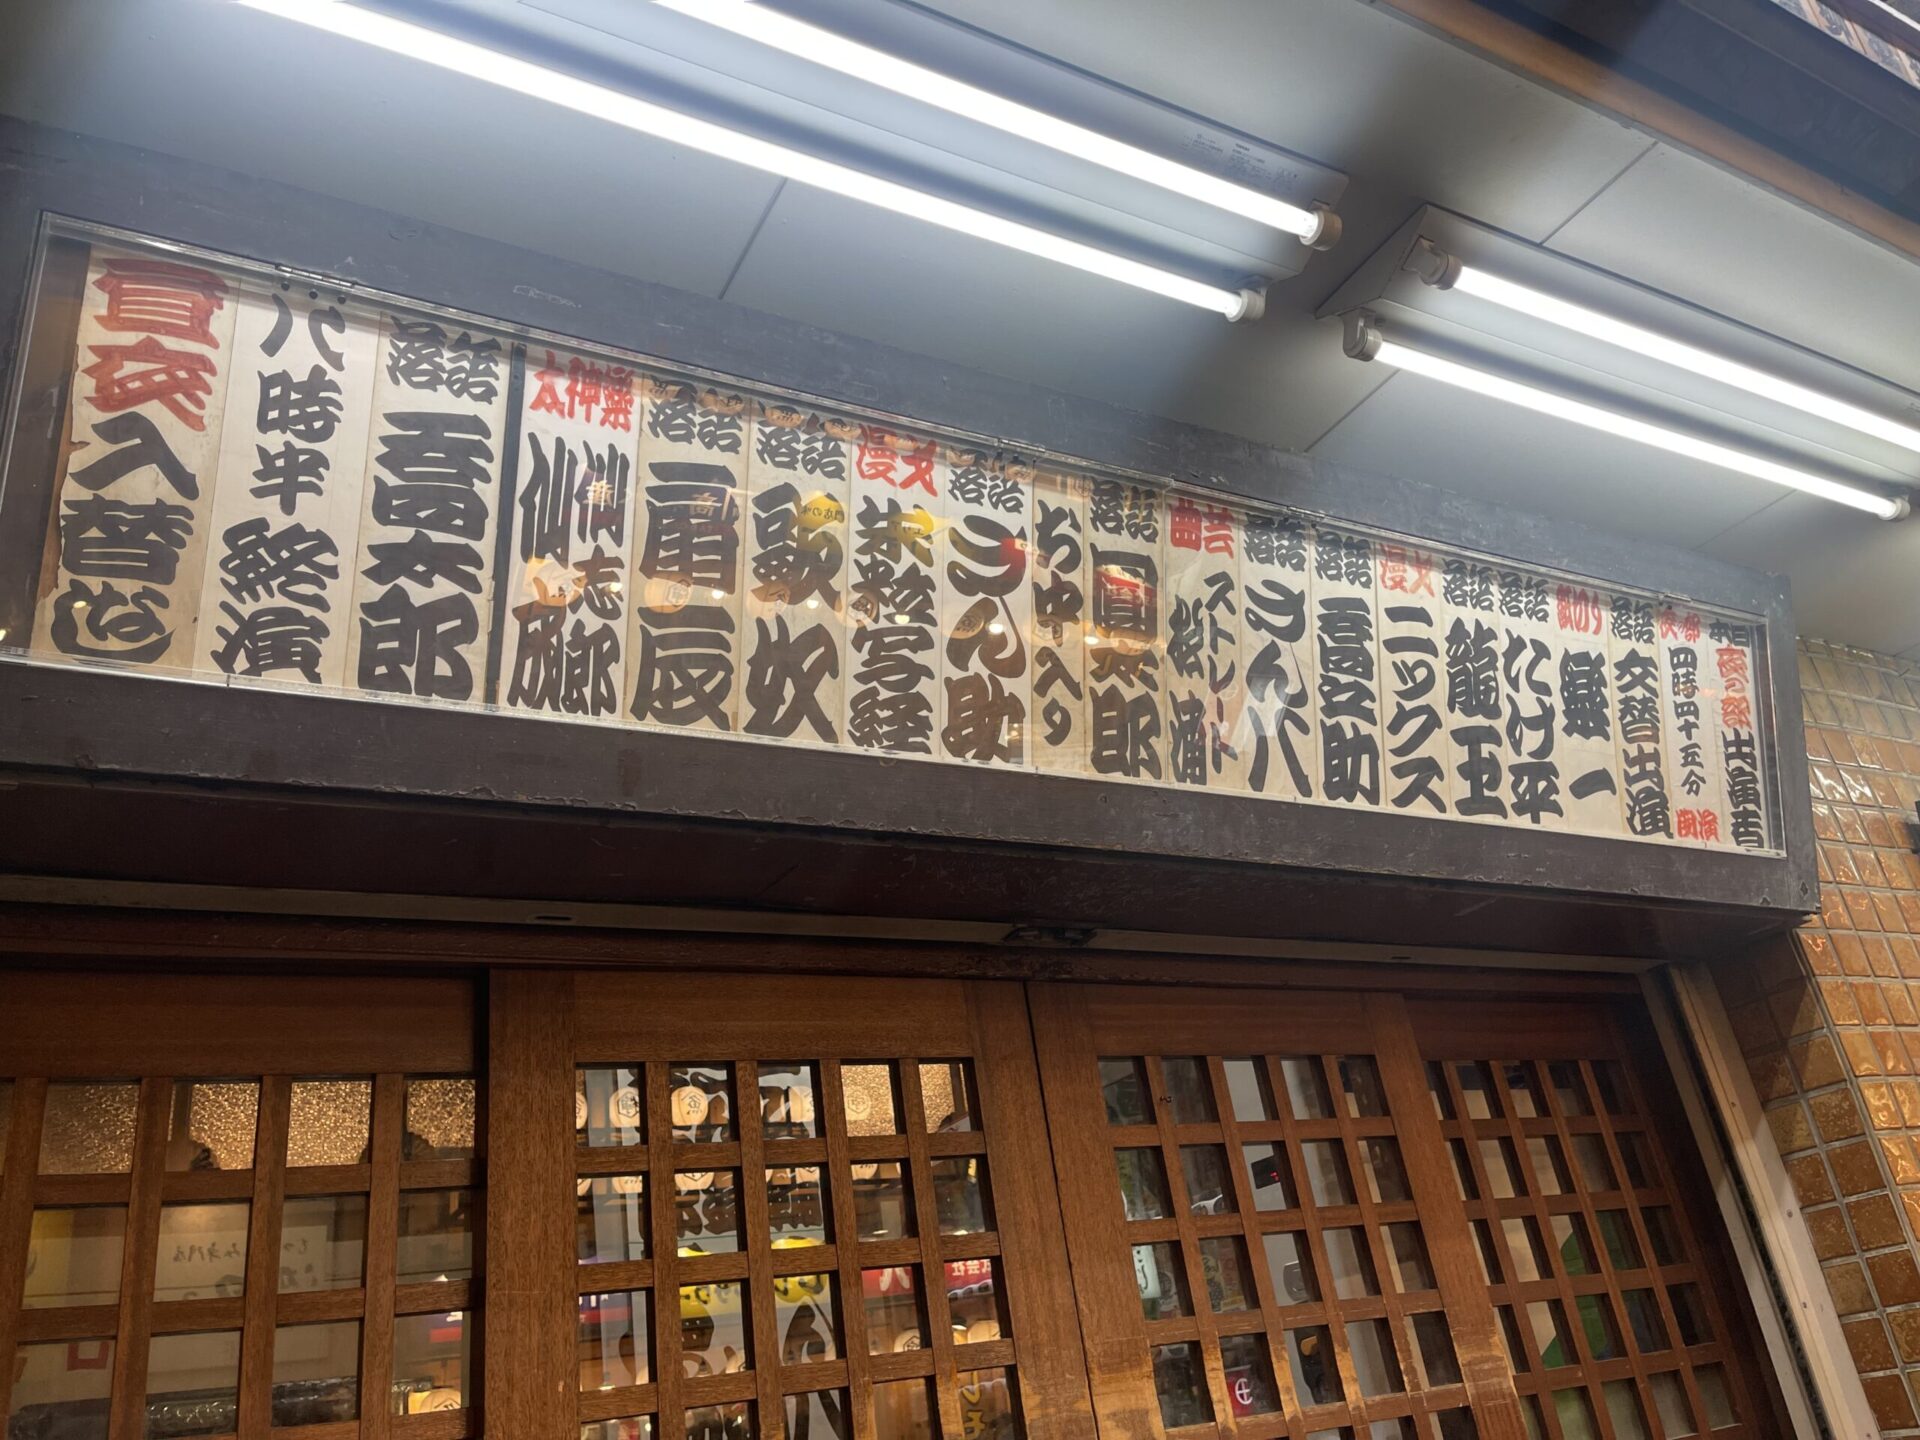 本日夜の部出演者
夜の部 四時四十五分 開演
落語 交替出演
紙切り 楽一
落語 たけ平
落語 龍玉
漫才 ニックス
落語 喬之助
落語 さん八
曲芸 ストレート松浦
落語 圓太郎
お中入り
落語 さん助
漫才 米粒写経
落語 歌奴
落語 扇辰
太神楽 仙志郎 仙成
落語 喬太郎
八時半 終演
昼夜入替なし